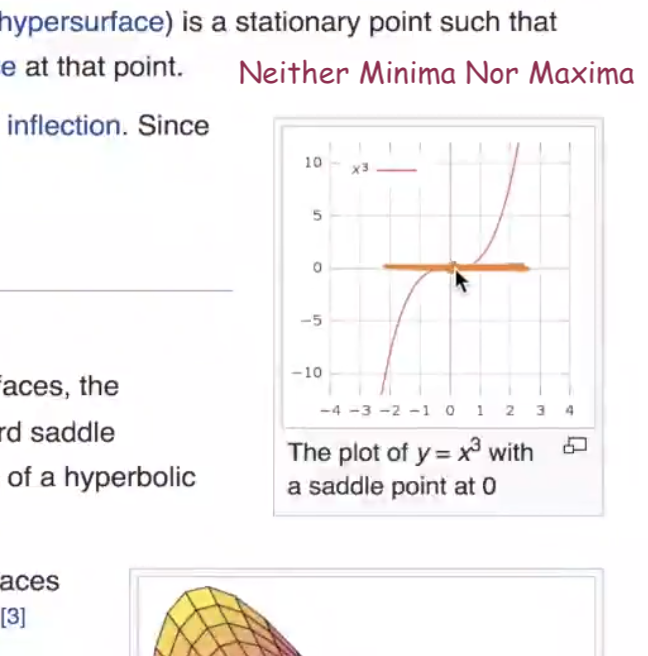 hypersurface) is a stationary point such that
e at that point.
Neither Minima Nor Maxima
inflection. Since
10
x³
5
0
−5
−10
−4 −3 −2 −1 0 1 2 3 4
The plot of y = x³ with
a saddle point at 0
faces, the
rd saddle
of a hyperbolic
aces
[3]